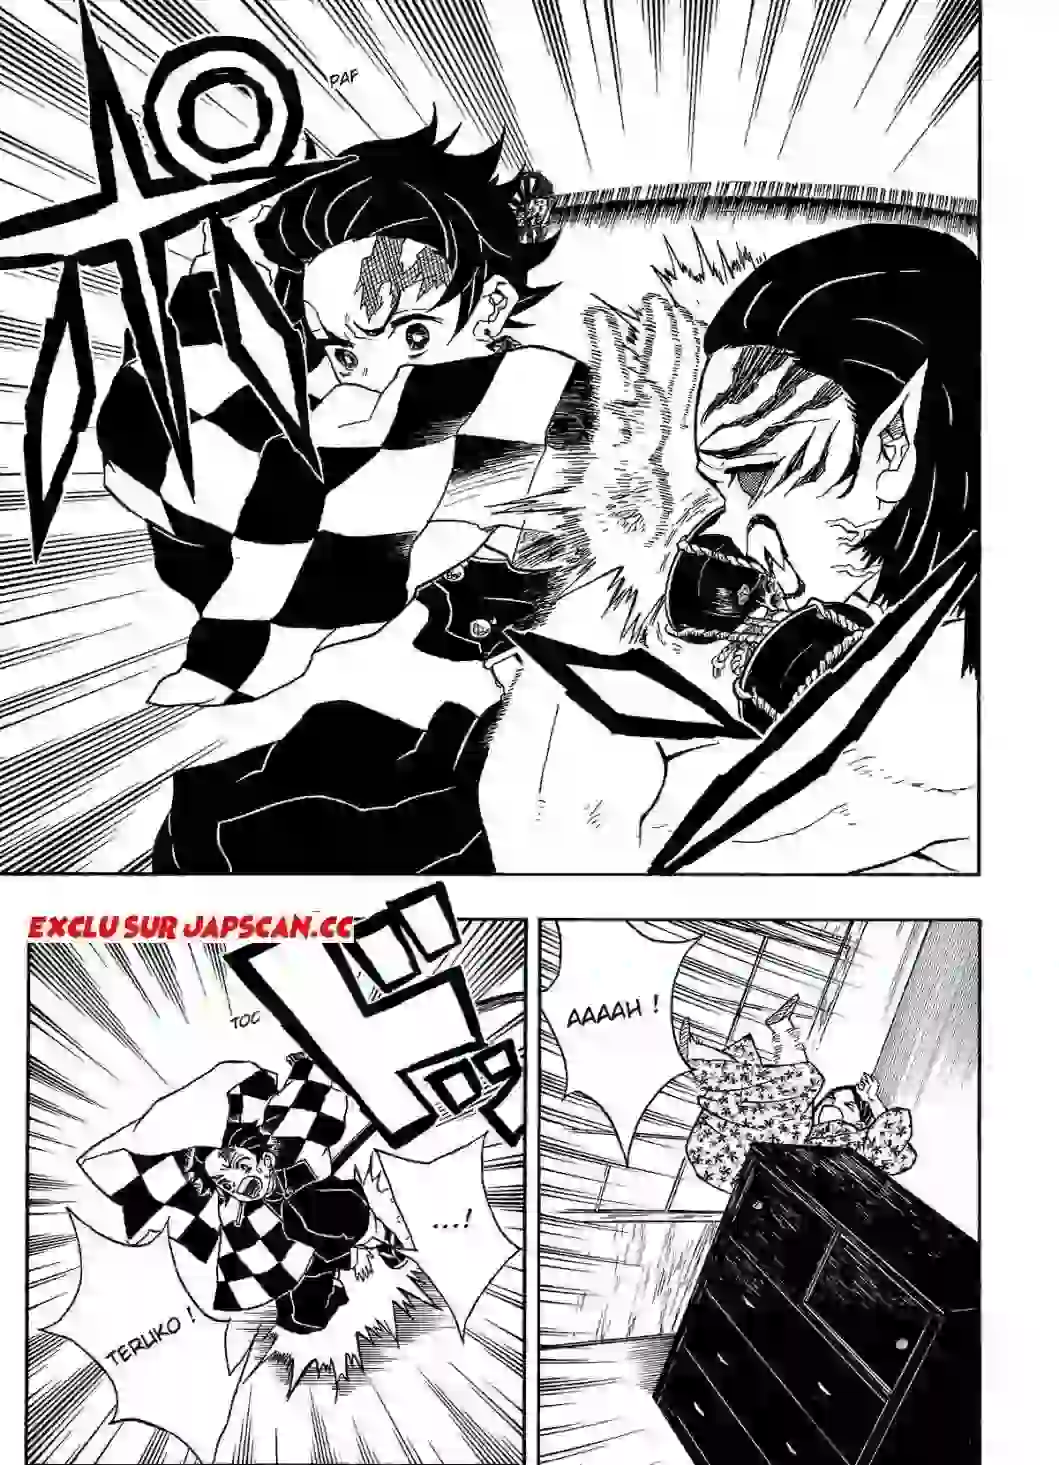 PAF
AAAAH !
EXCLU SUR JAPSCAN.CC
TOC
....!
TERUKO !